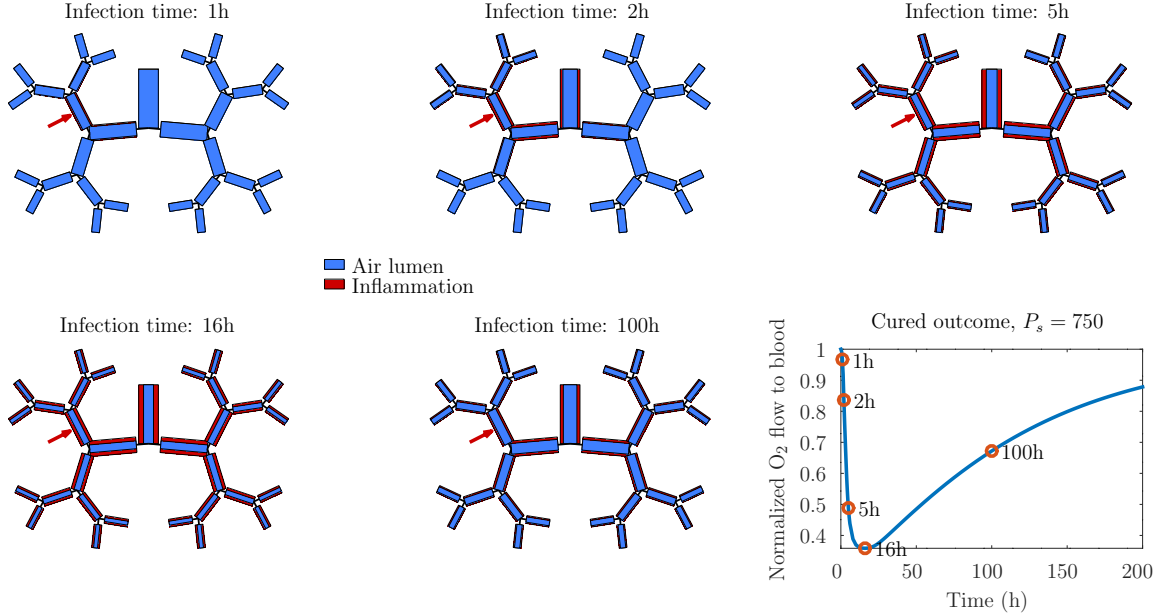 Infection time: 1h
Infection time: 2h
Infection time: 5h
Air lumen
Inflammation
Infection time: 16h
Infection time: 100h
Cured outcome, P_s = 750
Normalized O₂ flow to blood
1
0.9
0.8
0.7
0.6
0.5
0.4
1h
2h
100h
5h
16h
0
50
100
150
200
Time (h)